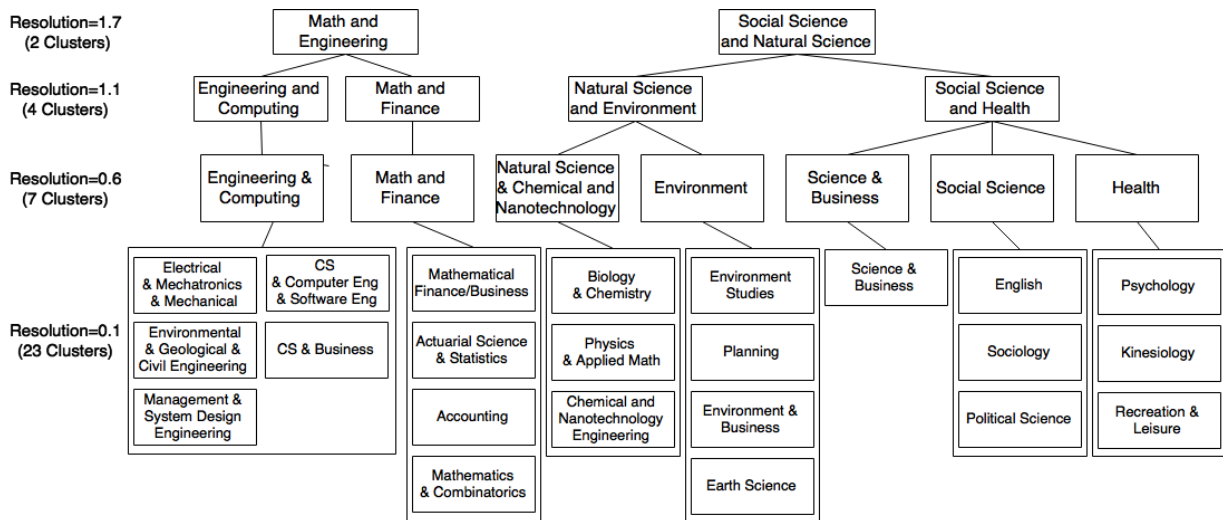 Resolution=1.7
(2 Clusters)
Math and
Engineering
Social Science
and Natural Science
Resolution=1.1
(4 Clusters)
Engineering and
Computing
Math and
Finance
Natural Science
and Environment
Social Science
and Health
Resolution=0.6
(7 Clusters)
Engineering &
Computing
Math and
Finance
Natural Science
& Chemical and
Nanotechnology
Environment
Science &
Business
Social Science
Health
Resolution=0.1
(23 Clusters)
Electrical
& Mechatronics
& Mechanical
CS
& Computer Eng
& Software Eng
Environmental
& Geological &
Civil Engineering
CS & Business
Management &
System Design
Engineering
Mathematical
Finance/Business
Actuarial Science
& Statistics
Accounting
Mathematics
& Combinatorics
Biology
& Chemistry
Physics
& Applied Math
Chemical and
Nanotechnology
Engineering
Environment
Studies
Planning
Environment &
Business
Earth Science
Science &
Business
English
Sociology
Political Science
Psychology
Kinesiology
Recreation &
Leisure